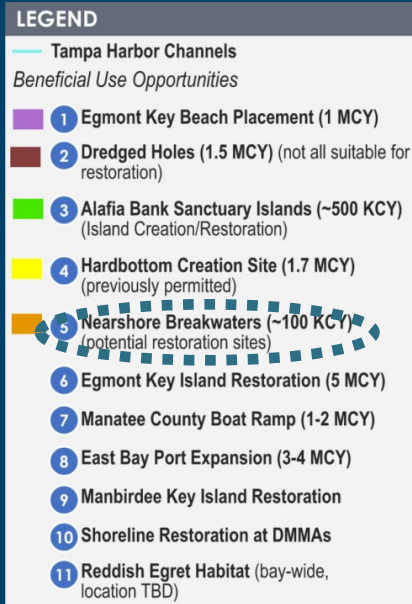 LEGEND
Tampa Harbor Channels
Beneficial Use Opportunities
1 Egmont Key Beach Placement (1 MCY)
2 Dredged Holes (1.5 MCY) (not all suitable for
restoration)
3 Alafia Bank Sanctuary Islands (~500 KCY)
(Island Creation/Restoration)
4 Hardbottom Creation Site (1.7 MCY)
(previously permitted)
5 Nearshore Breakwaters (~100 KCY)
(potential restoration sites)
6 Egmont Key Island Restoration (5 MCY)
7 Manatee County Boat Ramp (1-2 MCY)
8 East Bay Port Expansion (3-4 MCY)
9 Manbirdee Key Island Restoration
10 Shoreline Restoration at DMMAs
11 Reddish Egret Habitat (bay-wide,
location TBD)